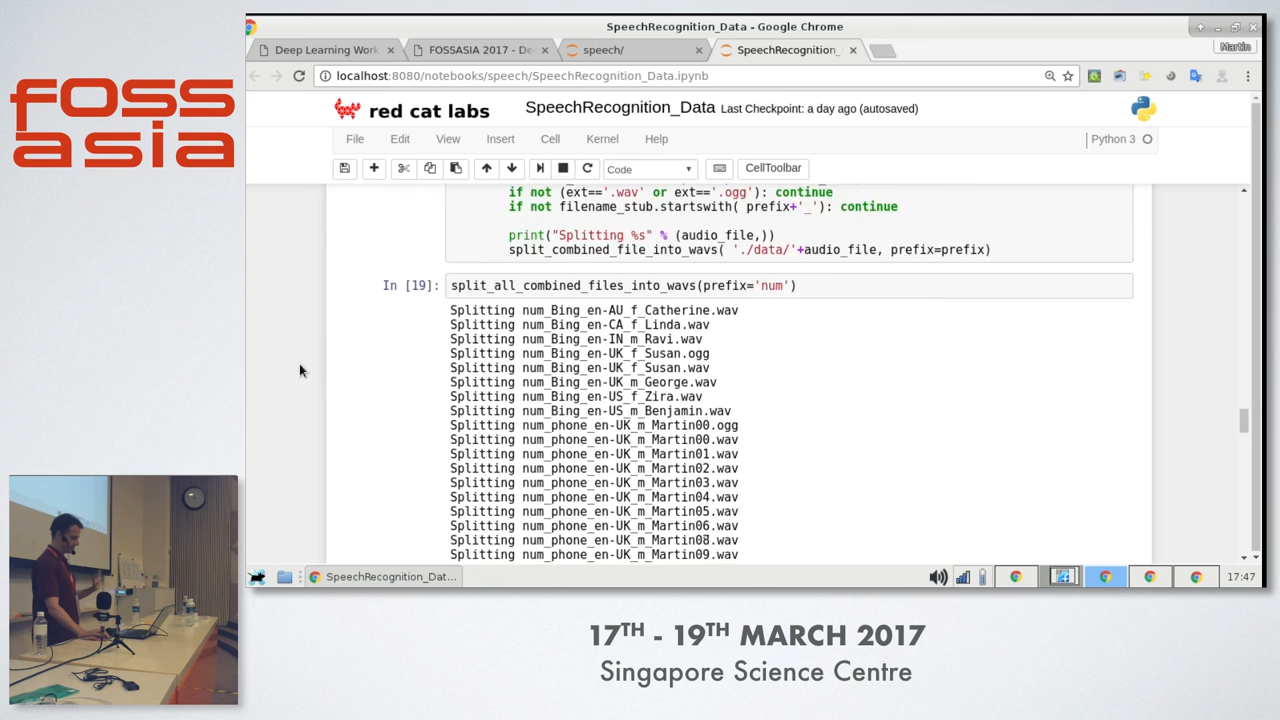 foss
asia
SpeechRecognition_Data - Google Chrome
Deep Learning Wor
FOSSASIA 2017 - De
speech/
SpeechRecognition_
Martin
localhost:8080/notebooks/speech/SpeechRecognition_Data.ipynb
red cat labs
SpeechRecognition_Data Last Checkpoint: a day ago (autosaved)
File Edit View Insert Cell Kernel Help
Python 3
Code
CellToolbar
if not (ext=='.wav' or ext=='.ogg'): continue
if not filename_stub.startswith( prefix+'_'): continue
print("Splitting %s" % (audio_file,))
split_combined_file_into_wavs( './data/'+audio_file, prefix=prefix)
In [19]: split_all_combined_files_into_wavs(prefix='num')
Splitting num_Bing_en-AU_f_Catherine.wav
Splitting num_Bing_en-CA_f_Linda.wav
Splitting num_Bing_en-IN_m_Ravi.wav
Splitting num_Bing_en-UK_f_Susan.ogg
Splitting num_Bing_en-UK_f_Susan.wav
Splitting num_Bing_en-UK_m_George.wav
Splitting num_Bing_en-US_f_Zira.wav
Splitting num_Bing_en-US_m_Benjamin.wav
Splitting num_phone_en-UK_m_Martin00.ogg
Splitting num_phone_en-UK_m_Martin00.wav
Splitting num_phone_en-UK_m_Martin01.wav
Splitting num_phone_en-UK_m_Martin02.wav
Splitting num_phone_en-UK_m_Martin03.wav
Splitting num_phone_en-UK_m_Martin04.wav
Splitting num_phone_en-UK_m_Martin05.wav
Splitting num_phone_en-UK_m_Martin06.wav
Splitting num_phone_en-UK_m_Martin08.wav
Splitting num_phone_en-UK_m_Martin09.wav
SpeechRecognition_Dat...
17:47
17TH - 19TH MARCH 2017
Singapore Science Centre